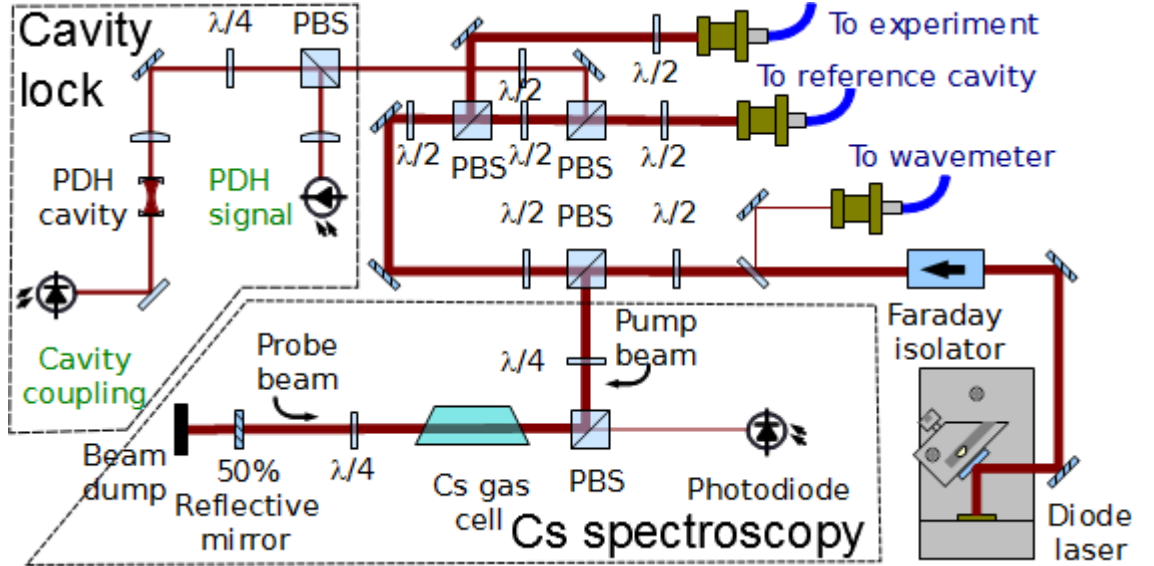 Cavity
lock
λ/4
PBS
To experiment
λ/2
λ/2
To reference cavity
λ/2
PBS
λ/2
PBS
λ/2
To wavemeter
PDH
cavity
PDH
signal
λ/2
PBS
λ/2
Cavity
coupling
Faraday
isolator
Probe
beam
λ/4
Pump
beam
Beam
dump
50%
Reflective
mirror
λ/4
Cs gas
cell
PBS
Photodiode
Cs spectroscopy
Diode
laser